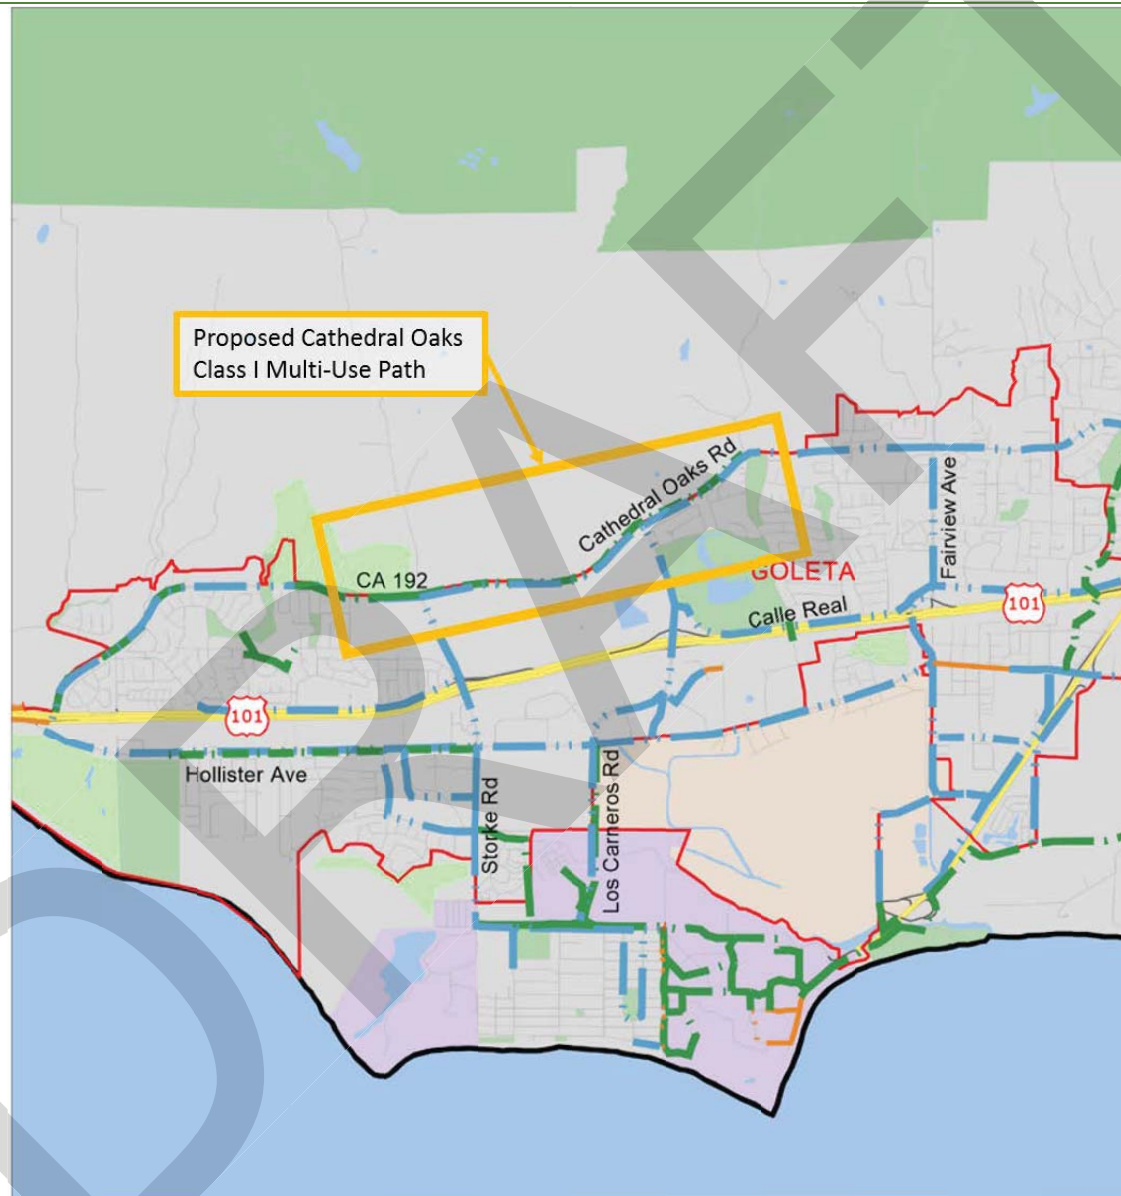 Proposed Cathedral Oaks
Class I Multi-Use Path
Cathedral Oaks Rd
Fairview Ave
CA 192
GOLETA
101
Calle Real
101
Hollister Ave
Storke Rd
Los Carneros Rd
DRAFT